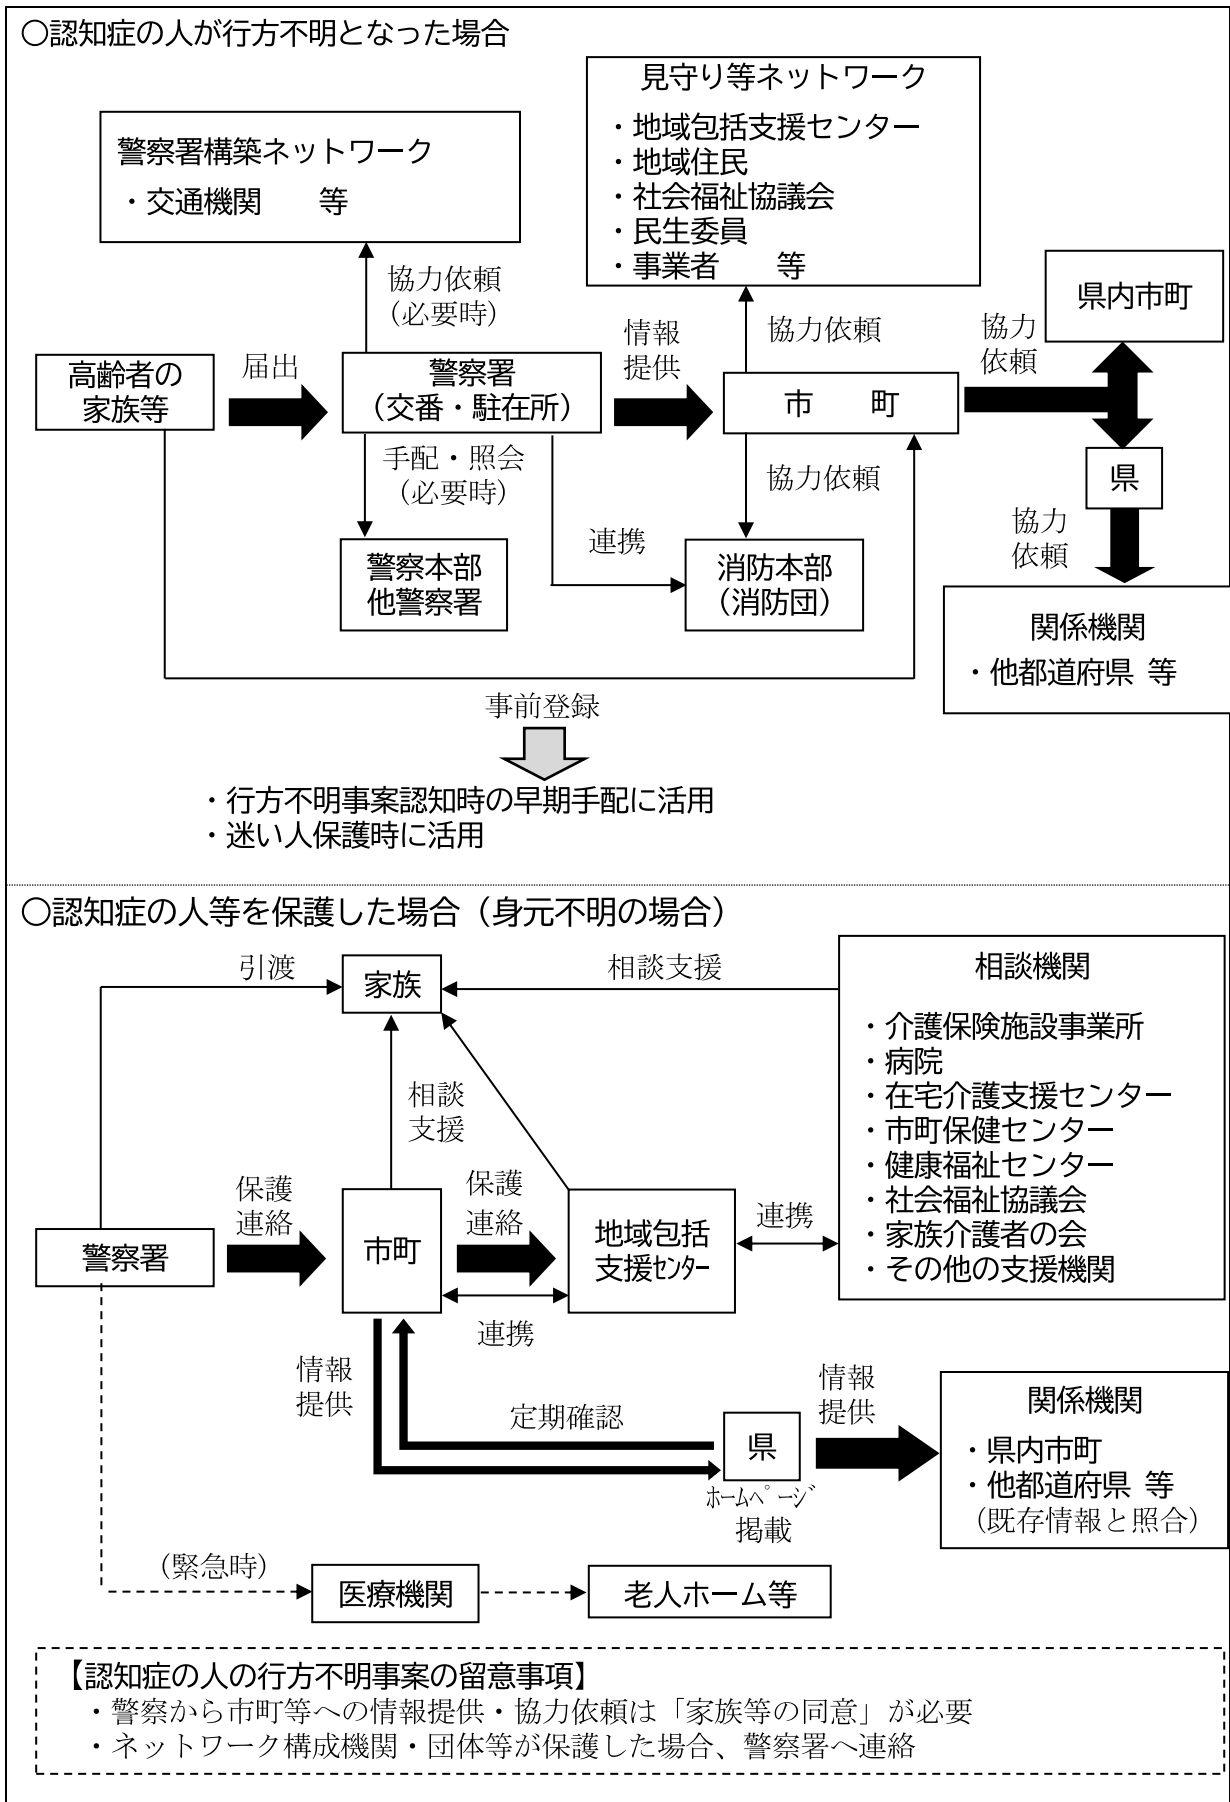 ○認知症の人が行方不明となった場合
見守り等ネットワーク
・地域包括支援センター
・地域住民
・社会福祉協議会
・民生委員
・事業者　　等
警察署構築ネットワーク
・交通機関　　等
県内市町
協力依頼
（必要時）
協力依頼
協力
依頼
情報
提供
届出
高齢者の
家族等
警察署
（交番・駐在所）
市　　町
手配・照会
（必要時）
協力依頼
県
連携
協力
依頼
警察本部
他警察署
消防本部
（消防団）
関係機関
・他都道府県 等
事前登録
・行方不明事案認知時の早期手配に活用
・迷い人保護時に活用
○認知症の人等を保護した場合（身元不明の場合）
引渡
家族
相談支援
相談機関
・介護保険施設事業所
・病院
・在宅介護支援センター
・市町保健センター
・健康福祉センター
・社会福祉協議会
・家族介護者の会
・その他の支援機関
相談
支援
保護
連絡
保護
連絡
警察署
市町
地域包括
支援ｾﾝﾀｰ
連携
連携
情報
提供
定期確認
県
ﾎｰﾑﾍﾟｰｼﾞ
掲載
情報
提供
関係機関
・県内市町
・他都道府県 等
（既存情報と照合）
（緊急時）
医療機関
老人ホーム等
【認知症の人の行方不明事案の留意事項】
・警察から市町等への情報提供・協力依頼は「家族等の同意」が必要
・ネットワーク構成機関・団体等が保護した場合、警察署へ連絡